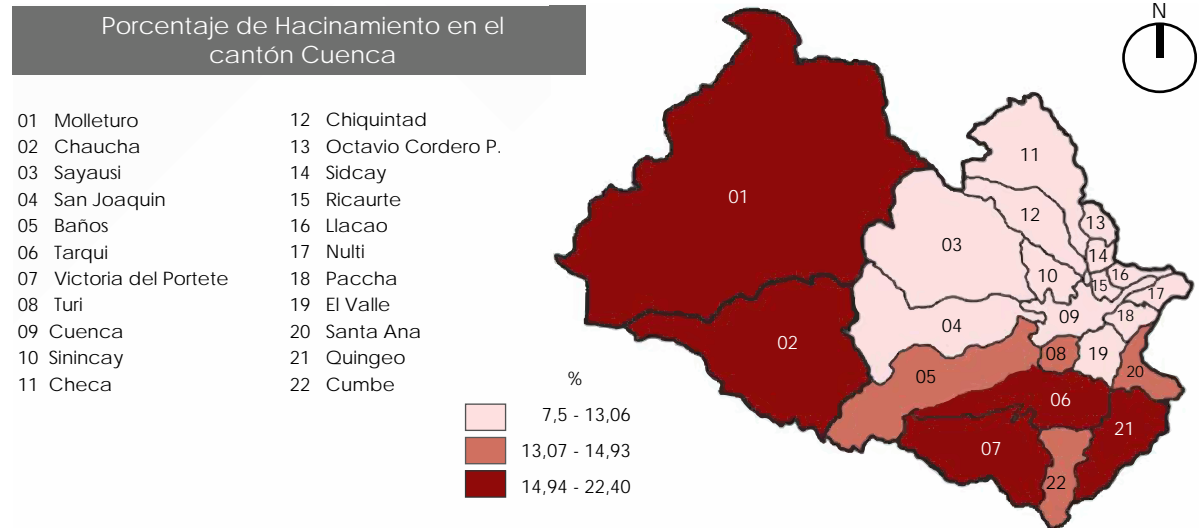 Porcentaje de Hacinamiento en el
cantón Cuenca
N
01 Molleturo
02 Chaucha
03 Sayausi
04 San Joaquin
05 Baños
06 Tarqui
07 Victoria del Portete
08 Turi
09 Cuenca
10 Sinincay
11 Checa
12 Chiquintad
13 Octavio Cordero P.
14 Sidcay
15 Ricaurte
16 Llacao
17 Nulti
18 Paccha
19 El Valle
20 Santa Ana
21 Quingeo
22 Cumbe
%
7,5 - 13,06
13,07 - 14,93
14,94 - 22,40
11
01
12
13
03
14
10
16
15
17
09
18
04
02
08
19
05
20
06
21
07
22